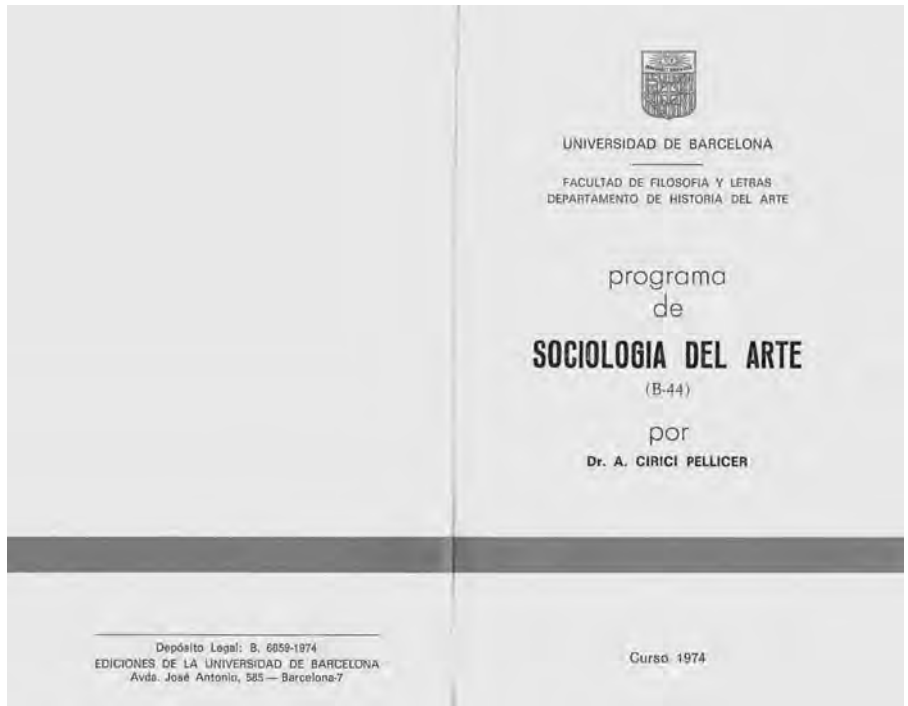 Depósito Legal: B. 6059-1974
EDICIONES DE LA UNIVERSIDAD DE BARCELONA
Avda. José Antonio, 585 — Barcelona-7
UNIVERSIDAD DE BARCELONA
FACULTAD DE FILOSOFIA Y LETRAS
DEPARTAMENTO DE HISTORIA DEL ARTE
programa
de
SOCIOLOGIA DEL ARTE
(B-44)
por
Dr. A. CIRICI PELLICER
Curso 1974